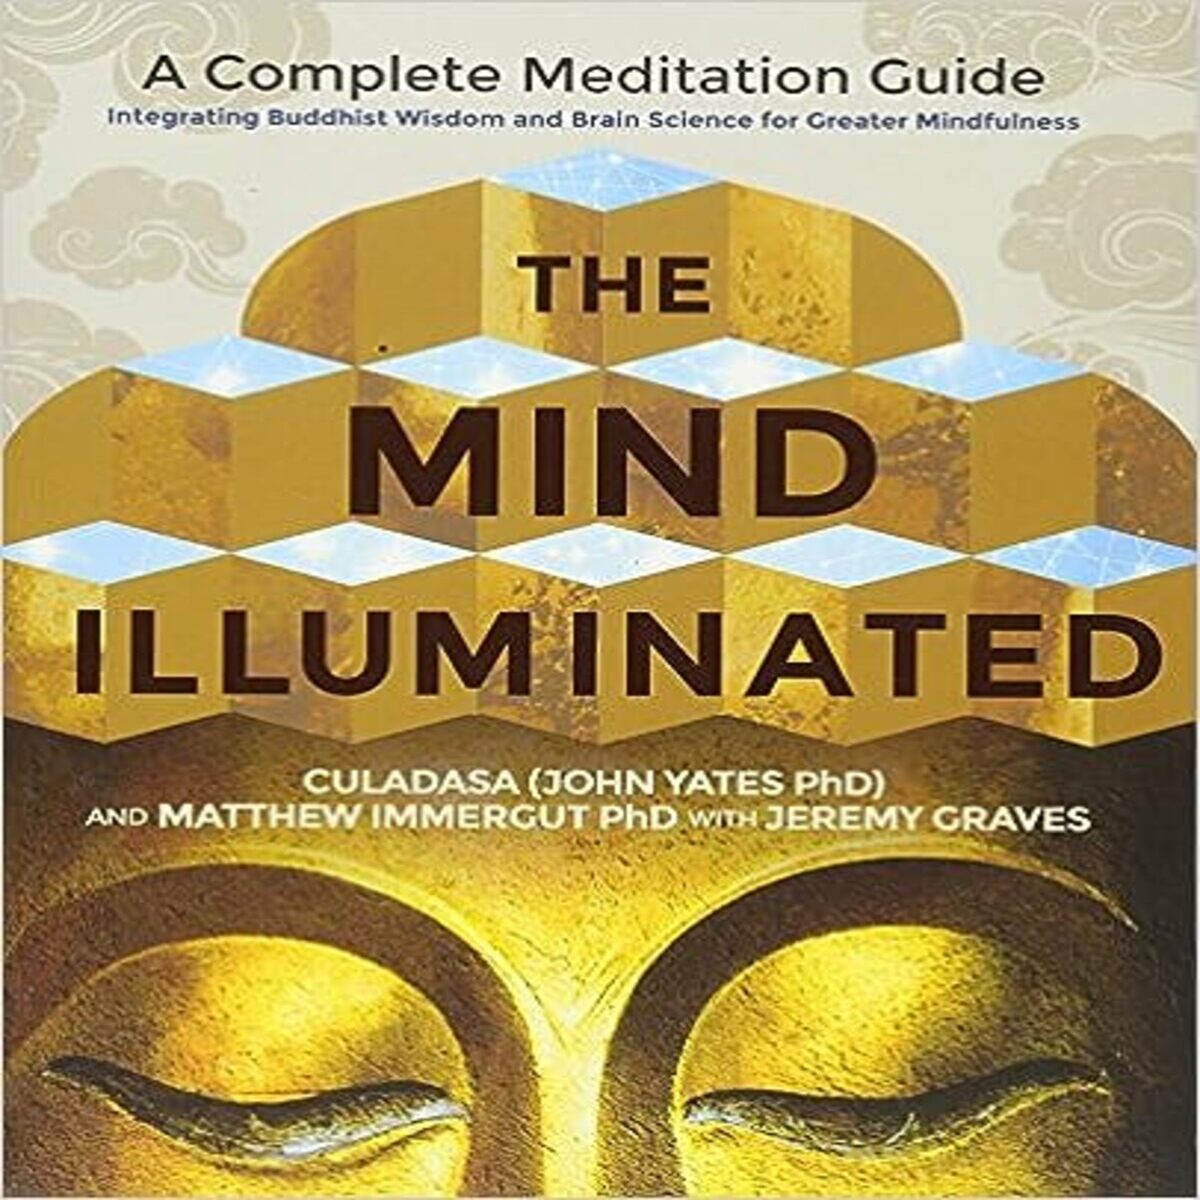 A Complete Meditation Guide
Integrating Buddhist Wisdom and Brain Science for Greater Mindfulness
THE
MIND
ILLUMINATED
CULADASA (JOHN YATES PhD)
AND MATTHEW IMMERGUT PhD WITH JEREMY GRAVES